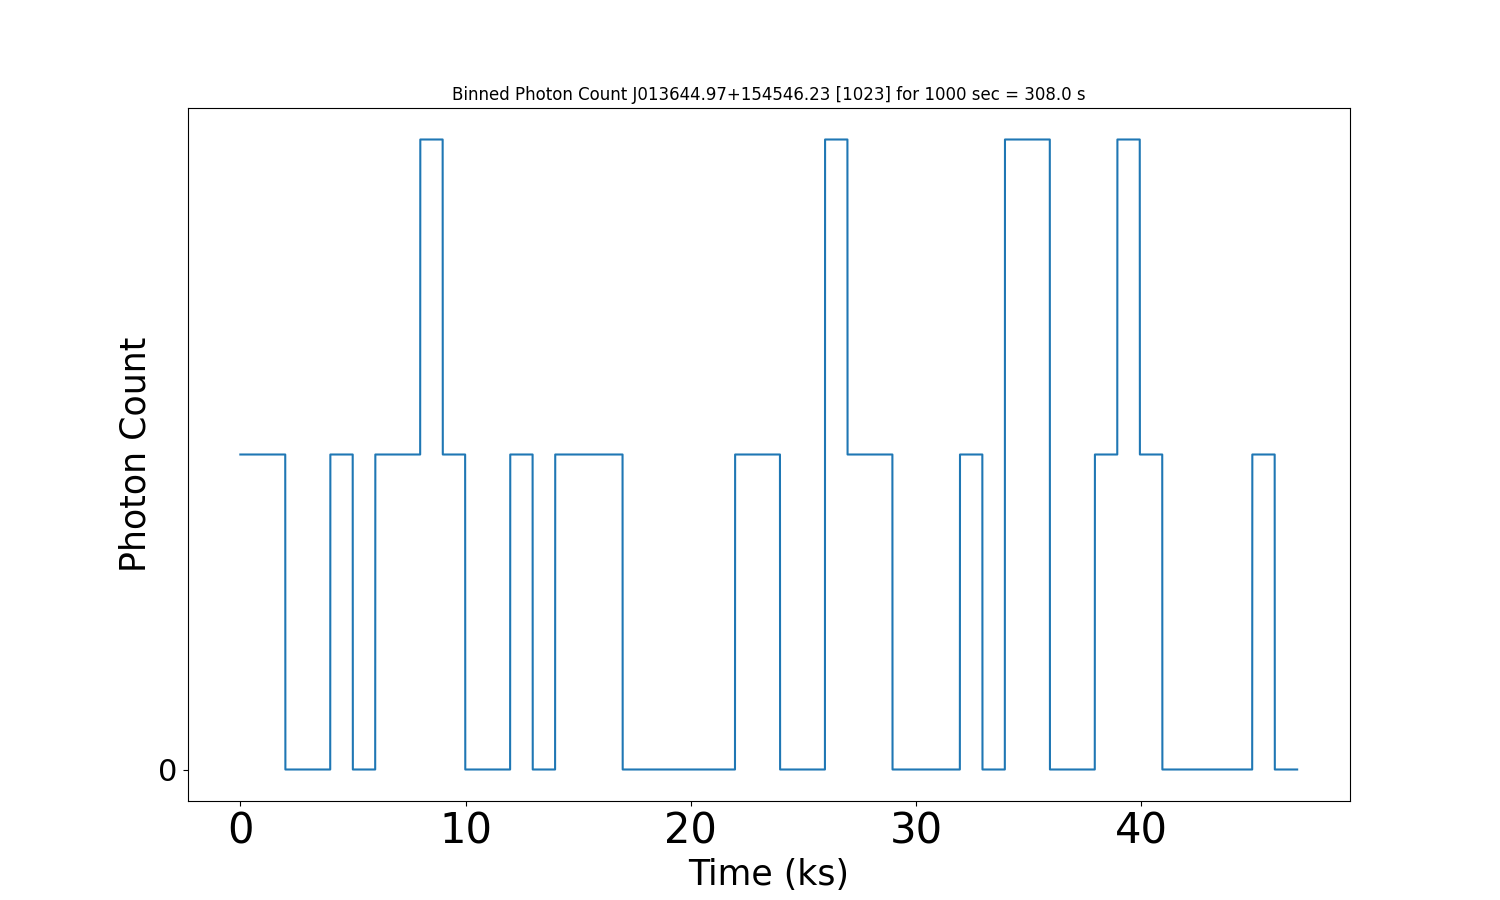 Binned Photon Count J013644.97+154546.23 [1023] for 1000 sec = 308.0 s
Photon Count
0
0 10 20 30 40
Time (ks)